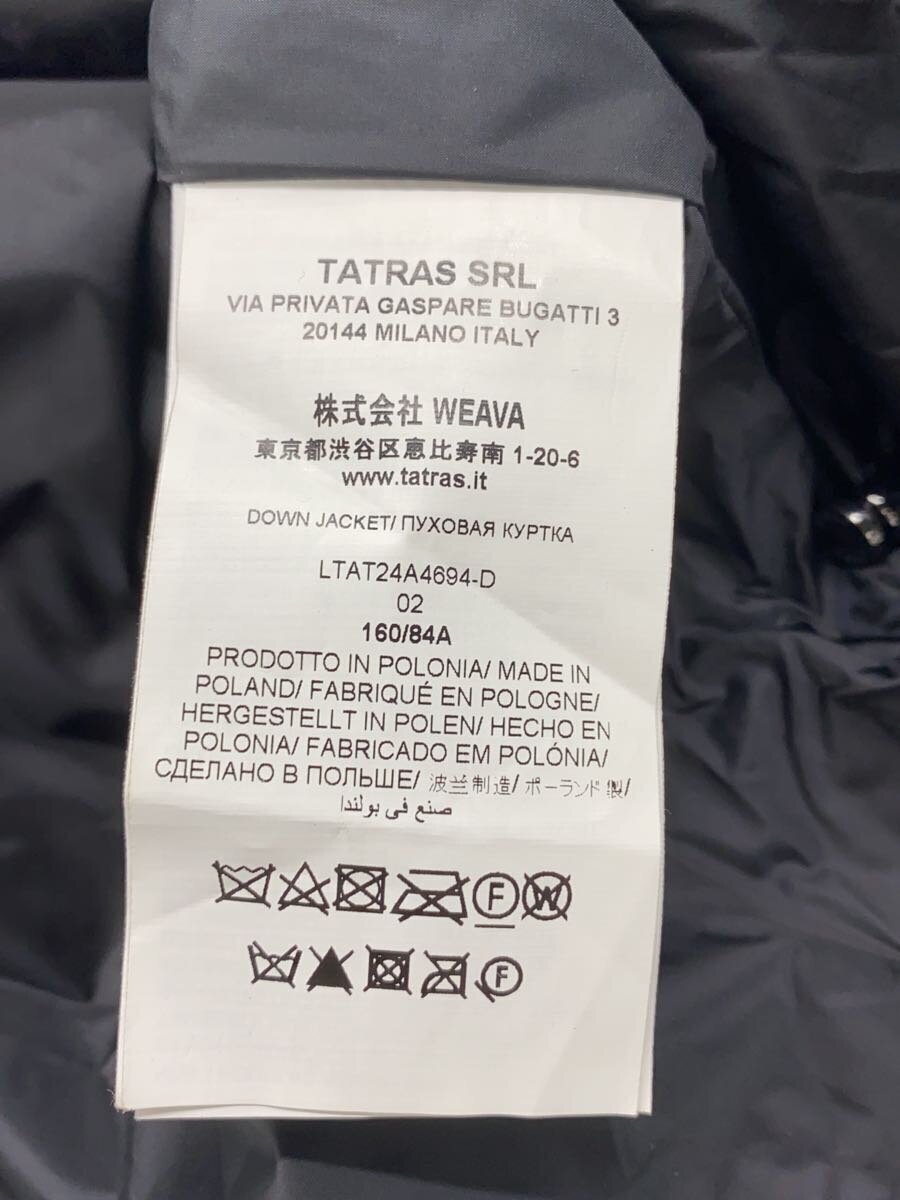 TATRAS SRL
VIA PRIVATA GASPARE BUGATTI 3
20144 MILANO ITALY
株式会社 WEAVA
東京都渋谷区恵比寿南 1-20-6
www.tatras.it
DOWN JACKET/ ПУХОВАЯ КУРТКА
LTAT24A4694-D
02
160/84A
PRODOTTO IN POLONIA/ MADE IN
POLAND/ FABRIQUÉ EN POLOGNE/
HERGESTELLT IN POLEN/ HECHO EN
POLONIA/ FABRICADO EM POLÓNIA/
СДЕЛАНО В ПОЛЬШЕ/ 波兰制造/ ポーランド製/
صنع في بولندا
F W
F